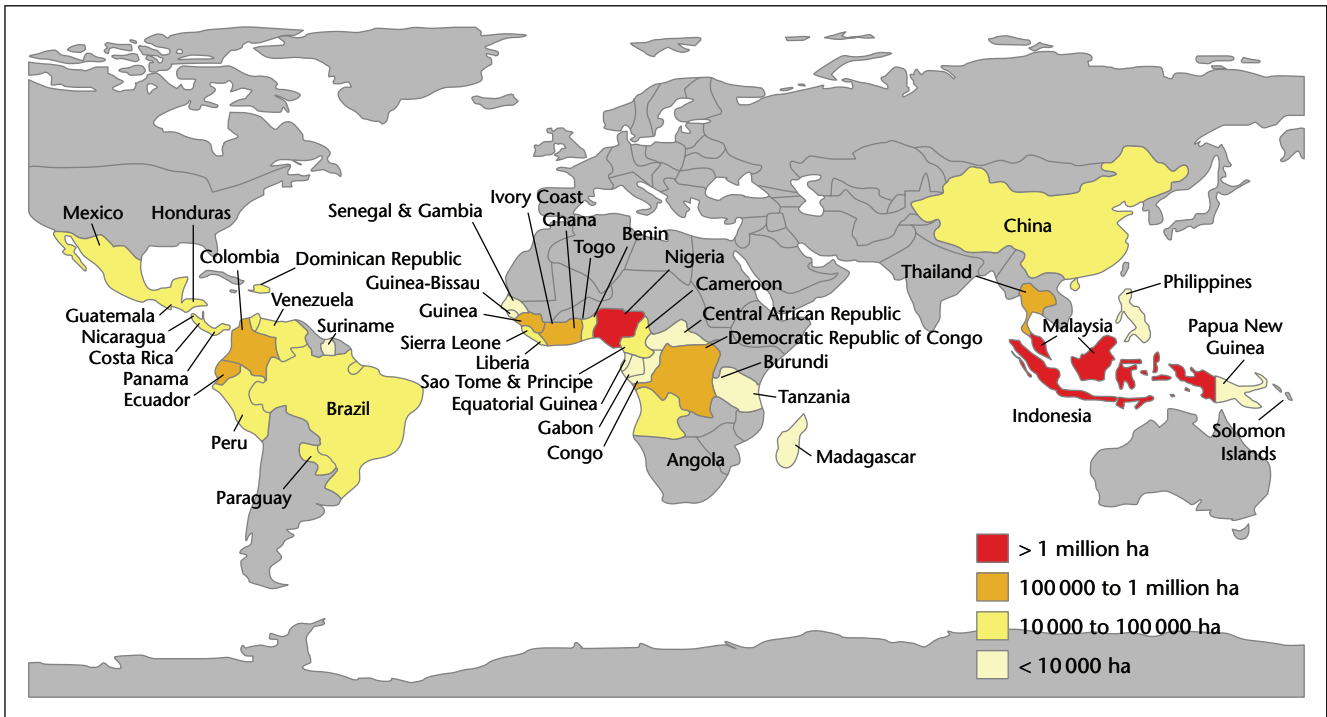 Mexico
Honduras
Colombia
Dominican Republic
Venezuela
Suriname
Guatemala
Nicaragua
Costa Rica
Panama
Ecuador
Peru
Brazil
Paraguay
Senegal & Gambia
Ivory Coast
Ghana
Togo
Benin
Nigeria
Cameroon
Guinea-Bissau
Guinea
Sierra Leone
Liberia
Sao Tome & Principe
Equatorial Guinea
Gabon
Congo
Central African Republic
Democratic Republic of Congo
Burundi
Tanzania
Madagascar
Angola
China
Thailand
Philippines
Malaysia
Papua New
Guinea
Indonesia
Solomon
Islands
> 1 million ha
100 000 to 1 million ha
10 000 to 100 000 ha
< 10 000 ha